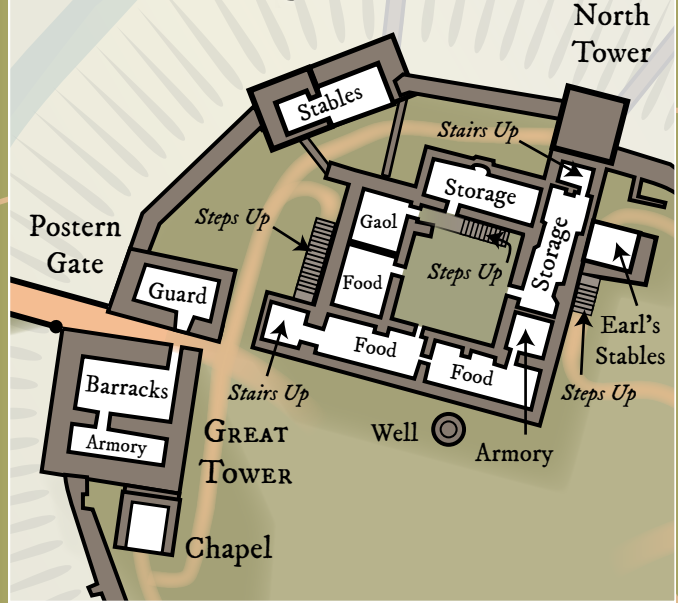 North
Tower
Stables
Stairs Up
Storage
Steps Up
Gaol
Storage
Postern
Gate
Steps Up
Guard
Food
Earl's
Stables
Food
Food
Barracks
Stairs Up
Steps Up
Well
Armory
Great
Tower
Armory
Chapel